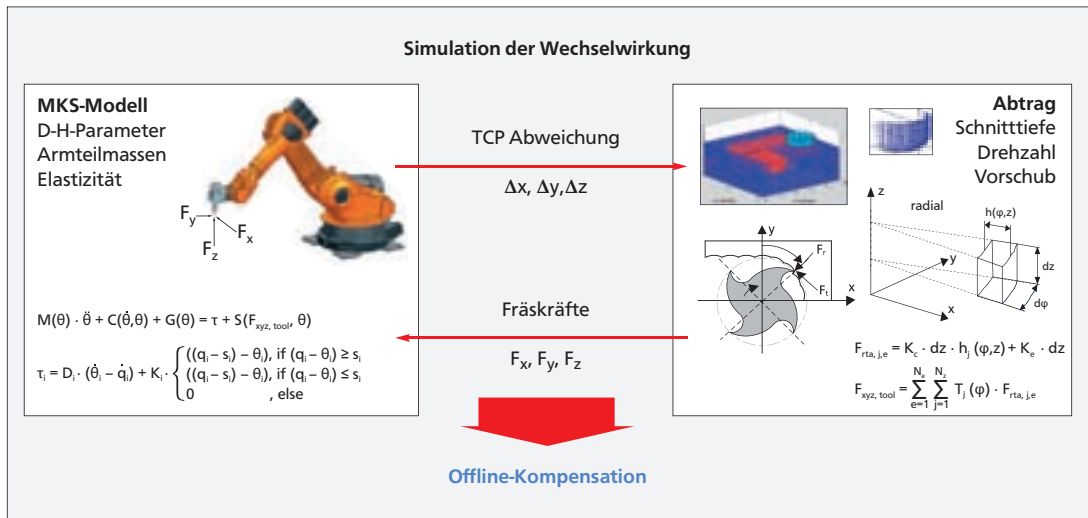 Simulation der Wechselwirkung
MKS-Modell
D-H-Parameter
Armteilmassen
Elastizität
F_y
F_x
F_z
M(θ) · θ̈ + C(θ̇,θ) + G(θ) = τ + S(F_xyz, tool, θ)
τ_i = D_i · (θ̇_i – q̇_i) + K_i ·
((q_i – s_i) – θ_i), if (q_i – θ_i) ≥ s_i
((q_i – s_i) – θ_i), if (q_i – θ_i) ≤ s_i
0 , else
TCP Abweichung
Δx, Δy,Δz
Fräskräfte
F_x, F_y, F_z
Offline-Kompensation
Abtrag
Schnitttiefe
Drehzahl
Vorschub
y
F_r
F_t
x
z
radial
h(φ,z)
y
dz
x
dφ
F_rta, j,e = K_c · dz · h_j (φ,z) + K_e · dz
F_xyz, tool = ∑_{e=1}^{N_e} ∑_{j=1}^{N_z} T_j (φ) · F_rta, j,e